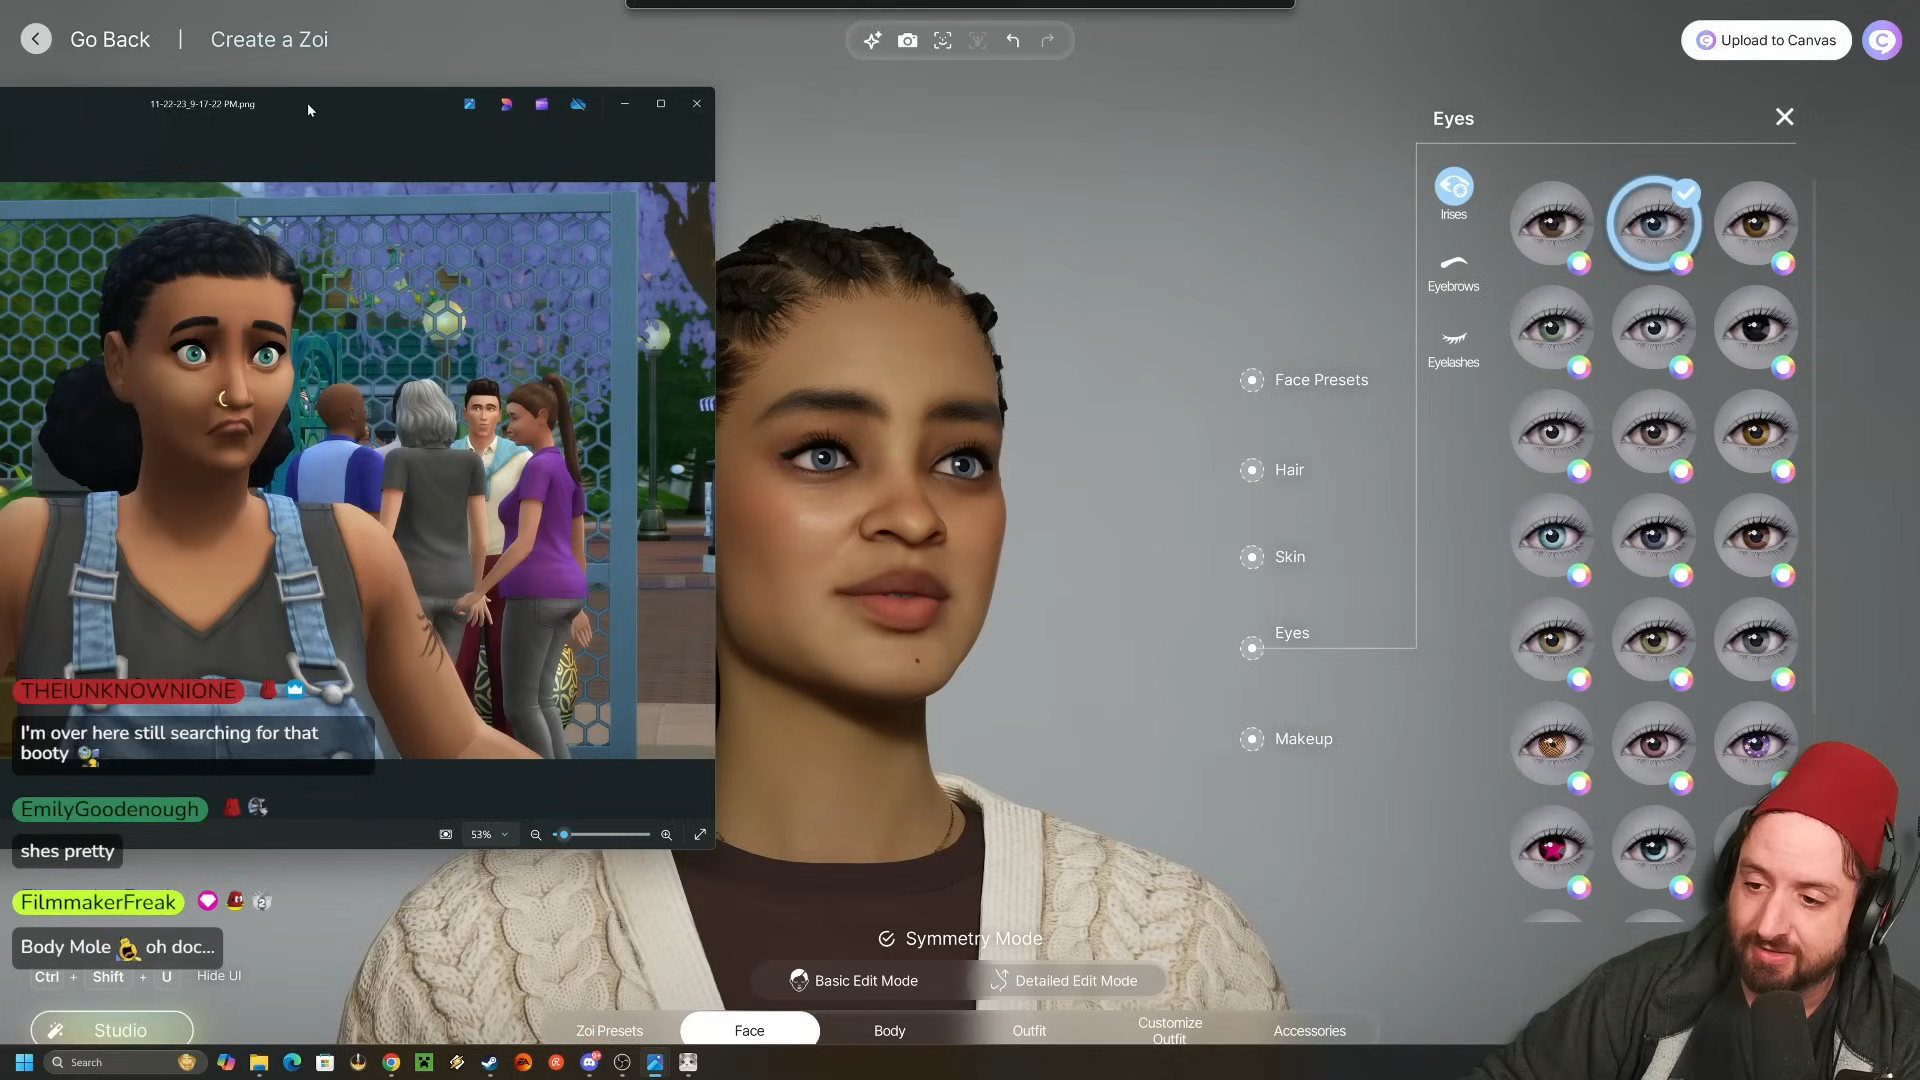 Go Back | Create a Zoi
Upload to Canvas
11-22-23_9-17-22 PM.png
Eyes
Irises
Eyebrows
Eyelashes
Face Presets
Hair
Skin
Eyes
Makeup
THEIUNKNOWNIONE
I'm over here still searching for that
booty
EmilyGoodenough
shes pretty
53%
FilmmakerFreak
2
Body Mole oh doc...
Ctrl + Shift + U Hide UI
Symmetry Mode
Basic Edit Mode
Detailed Edit Mode
Studio
Zoi Presets
Face
Body
Outfit
Customize
Outfit
Accessories
Search